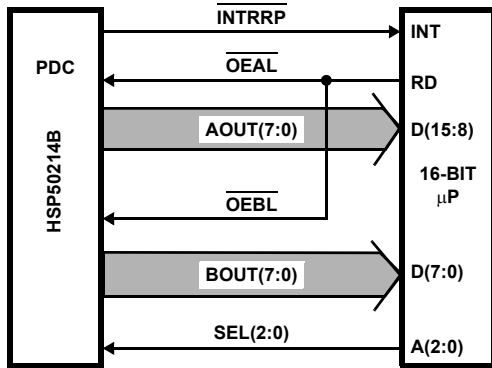 INTRRP
INT
PDC
OEAL
RD
AOUT(7:0)
D(15:8)
HSP50214B
16-BIT
µP
OEBL
BOUT(7:0)
D(7:0)
SEL(2:0)
A(2:0)